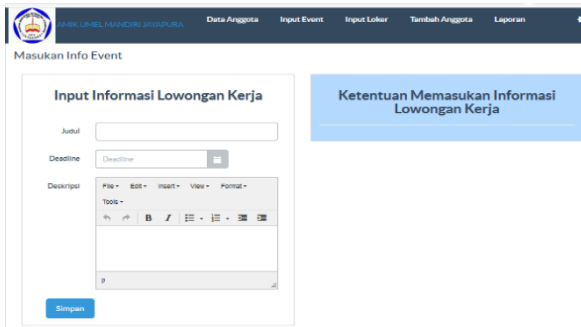 AMIK UMEL MANDIRI JAYAPURA Data Anggota Input Event Input Loker Tambah Anggota Laporan
Masukan Info Event
Input Informasi Lowongan Kerja
Judul
Deadline Deadline
Deskripsi File Edit Insert View Format
Tools
B I
p
Simpan
Ketentuan Memasukan Informasi
Lowongan Kerja